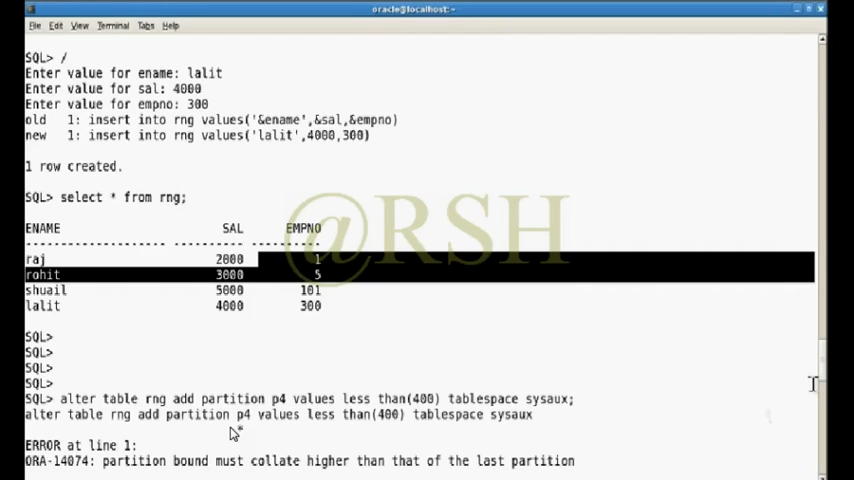 oracle@localhost:~
File Edit View Terminal Tabs Help
SQL> /
Enter value for ename: lalit
Enter value for sal: 4000
Enter value for empno: 300
old   1: insert into rng values('&ename',&sal,&empno)
new   1: insert into rng values('lalit',4000,300)
1 row created.
SQL> select * from rng;
@RSH
ENAME SAL EMPNO
-------------------- ---------- ----------
raj 2000 1
rohit 3000 5
shuail 5000 101
lalit 4000 300
SQL>
SQL>
SQL>
SQL>
SQL> alter table rng add partition p4 values less than(400) tablespace sysaux;
alter table rng add partition p4 values less than(400) tablespace sysaux
*
ERROR at line 1:
ORA-14074: partition bound must collate higher than that of the last partition